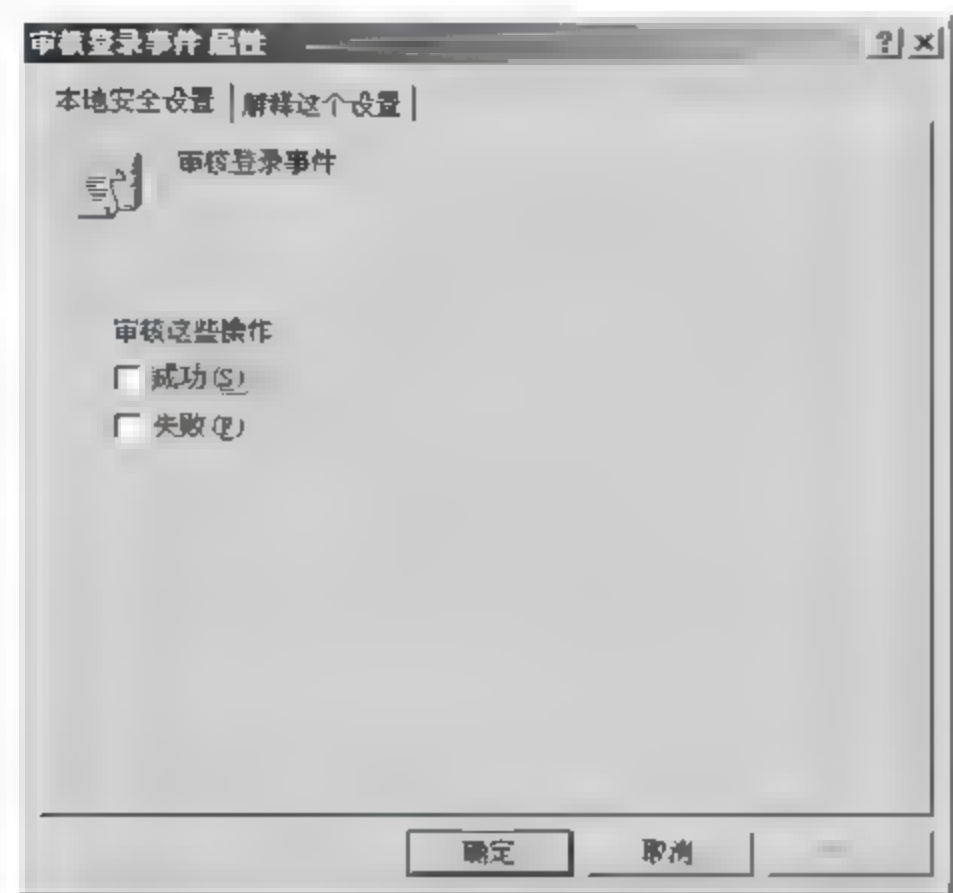 审核登录事件 属性
本地安全设置 解释这个设置
审核登录事件
审核这些操作
成功(S)
失败(F)
确定 取消